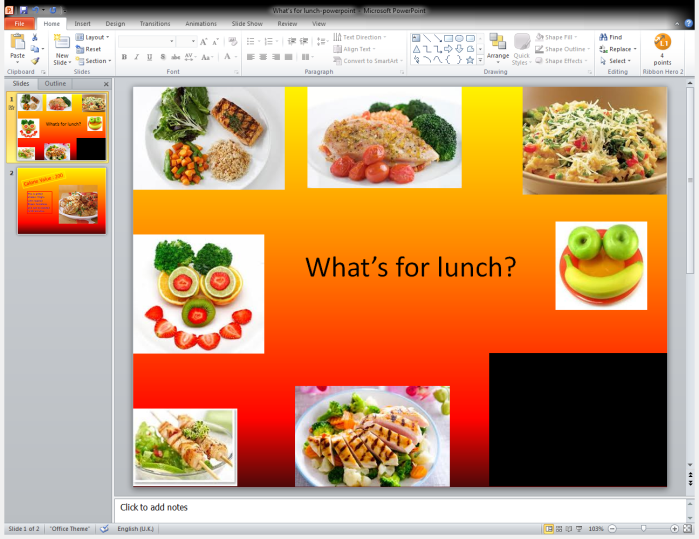 What's for lunch-powerpoint - Microsoft PowerPoint
File Home Insert Design Transitions Animations Slide Show Review View
Paste
New Slide
Layout
Reset
Section
Text Direction
Align Text
Convert to SmartArt
Arrange
Quick Styles
Shape Fill
Shape Outline
Shape Effects
Find
Replace
Select
4 points
Clipboard Slides Font Paragraph Drawing Editing Ribbon Hero 2
Slides Outline
1
What's for lunch?
2
What's for lunch?
Click to add notes
Slide 1 of 2 "Office Theme" English (U.K.) 103%